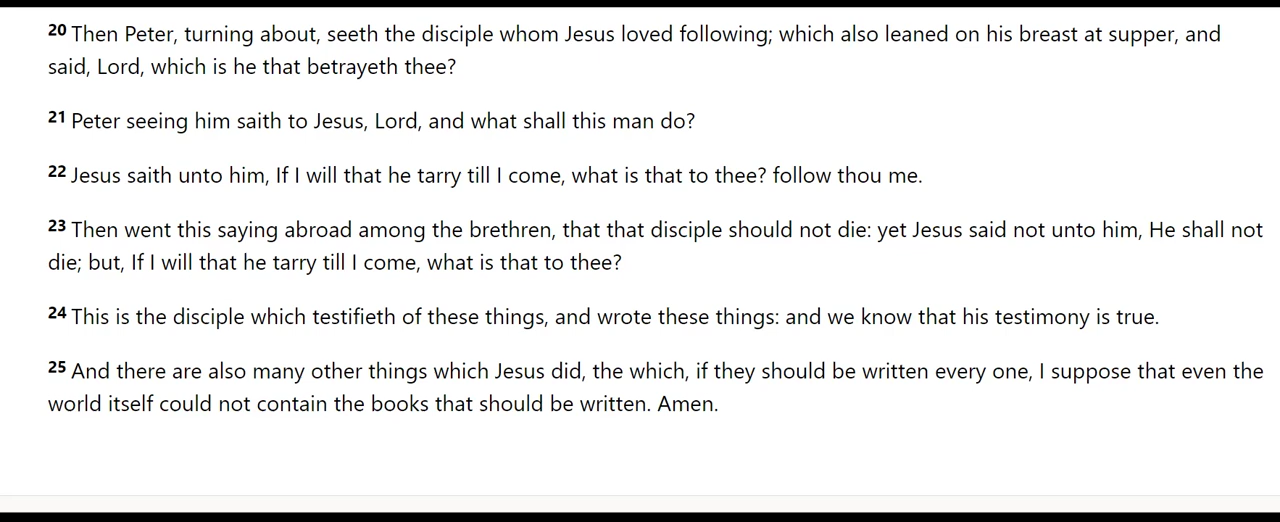 20 Then Peter, turning about, seeth the disciple whom Jesus loved following; which also leaned on his breast at supper, and
said, Lord, which is he that betrayeth thee?
21 Peter seeing him saith to Jesus, Lord, and what shall this man do?
22 Jesus saith unto him, If I will that he tarry till I come, what is that to thee? follow thou me.
23 Then went this saying abroad among the brethren, that that disciple should not die: yet Jesus said not unto him, He shall not
die; but, If I will that he tarry till I come, what is that to thee?
24 This is the disciple which testifieth of these things, and wrote these things: and we know that his testimony is true.
25 And there are also many other things which Jesus did, the which, if they should be written every one, I suppose that even the
world itself could not contain the books that should be written. Amen.